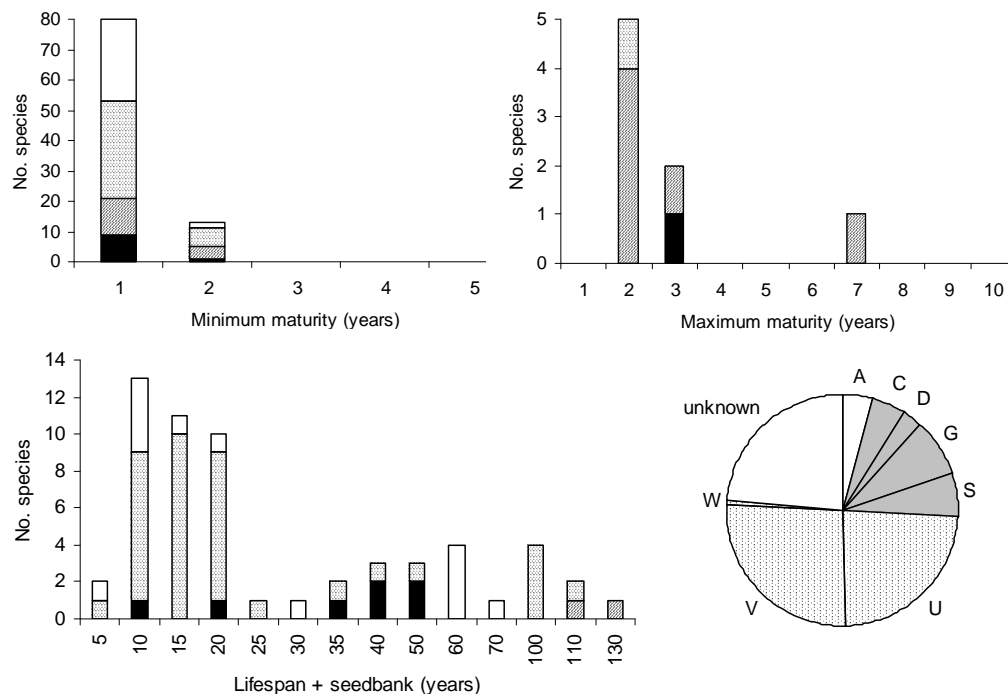 80
70
60
50
40
30
20
10
0
No. species
1 2 3 4 5
Minimum maturity (years)
5
4
3
2
1
0
No. species
1 2 3 4 5 6 7 8 9 10
Maximum maturity (years)
14
12
10
8
6
4
2
0
No. species
5 10 15 20 25 30 35 40 50 60 70 100 110 130
Lifespan + seedbank (years)
A
C
D
G
S
U
V
W
unknown